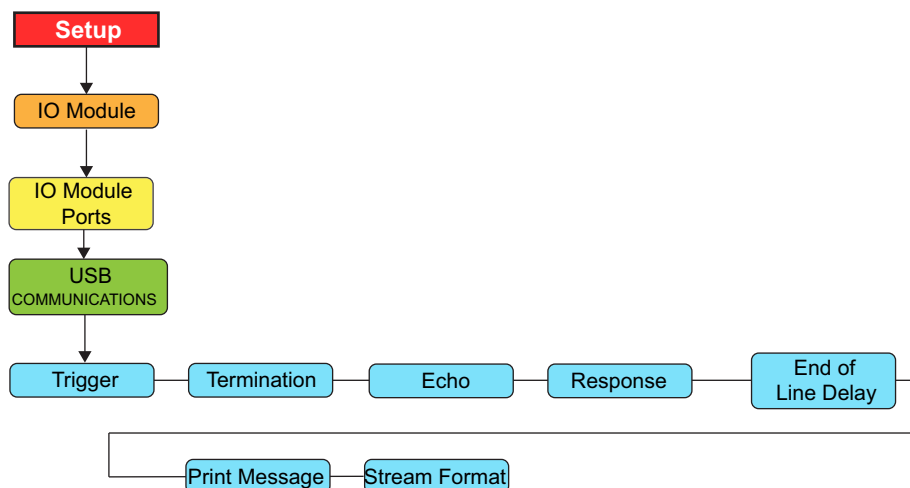 Setup
IO Module
IO Module
Ports
USB
COMMUNICATIONS
Trigger
Termination
Echo
Response
End of
Line Delay
Print Message
Stream Format